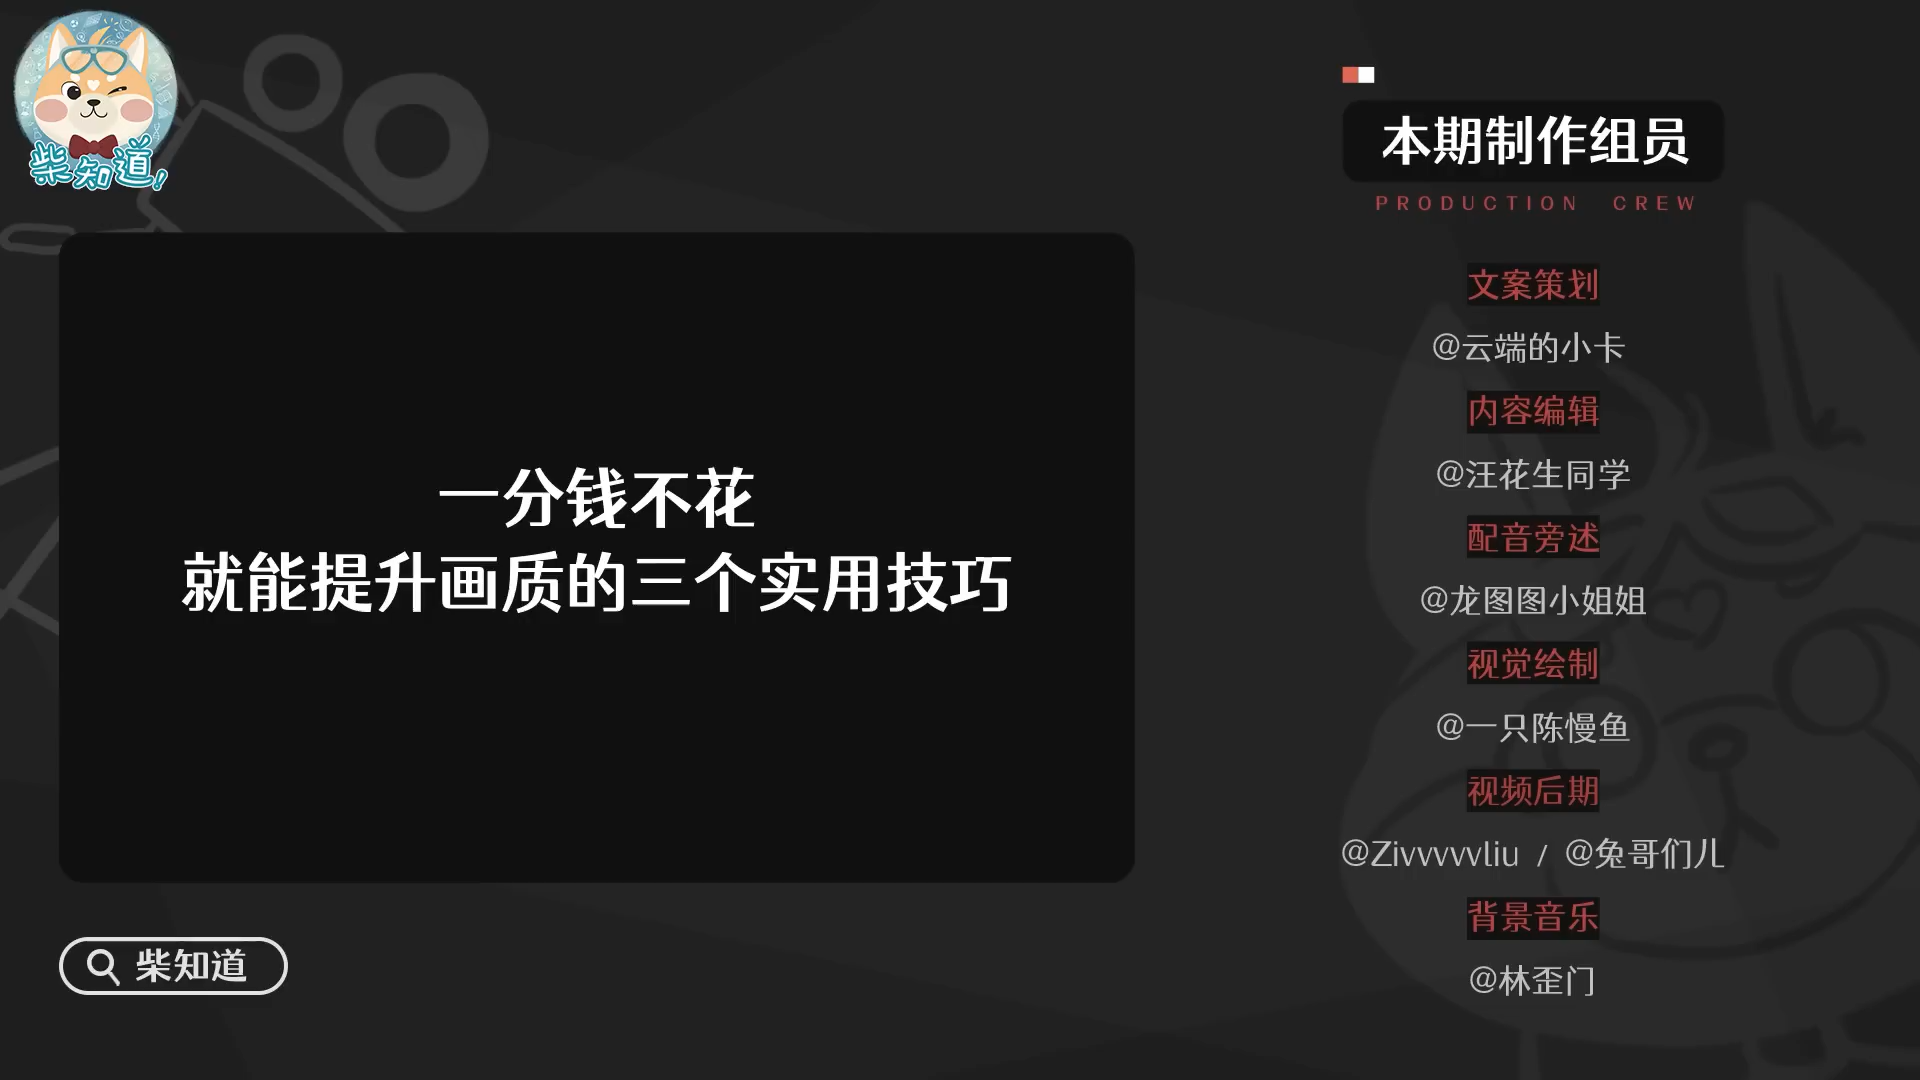 柴知道!
一分钱不花
就能提升画质的三个实用技巧
柴知道
本期制作组员
PRODUCTION CREW
文案策划
@云端的小卡
内容编辑
@汪花生同学
配音旁述
@龙图图小姐姐
视觉绘制
@一只陈慢鱼
视频后期
@Zivvvvvliu / @兔哥们儿
背景音乐
@林歪门